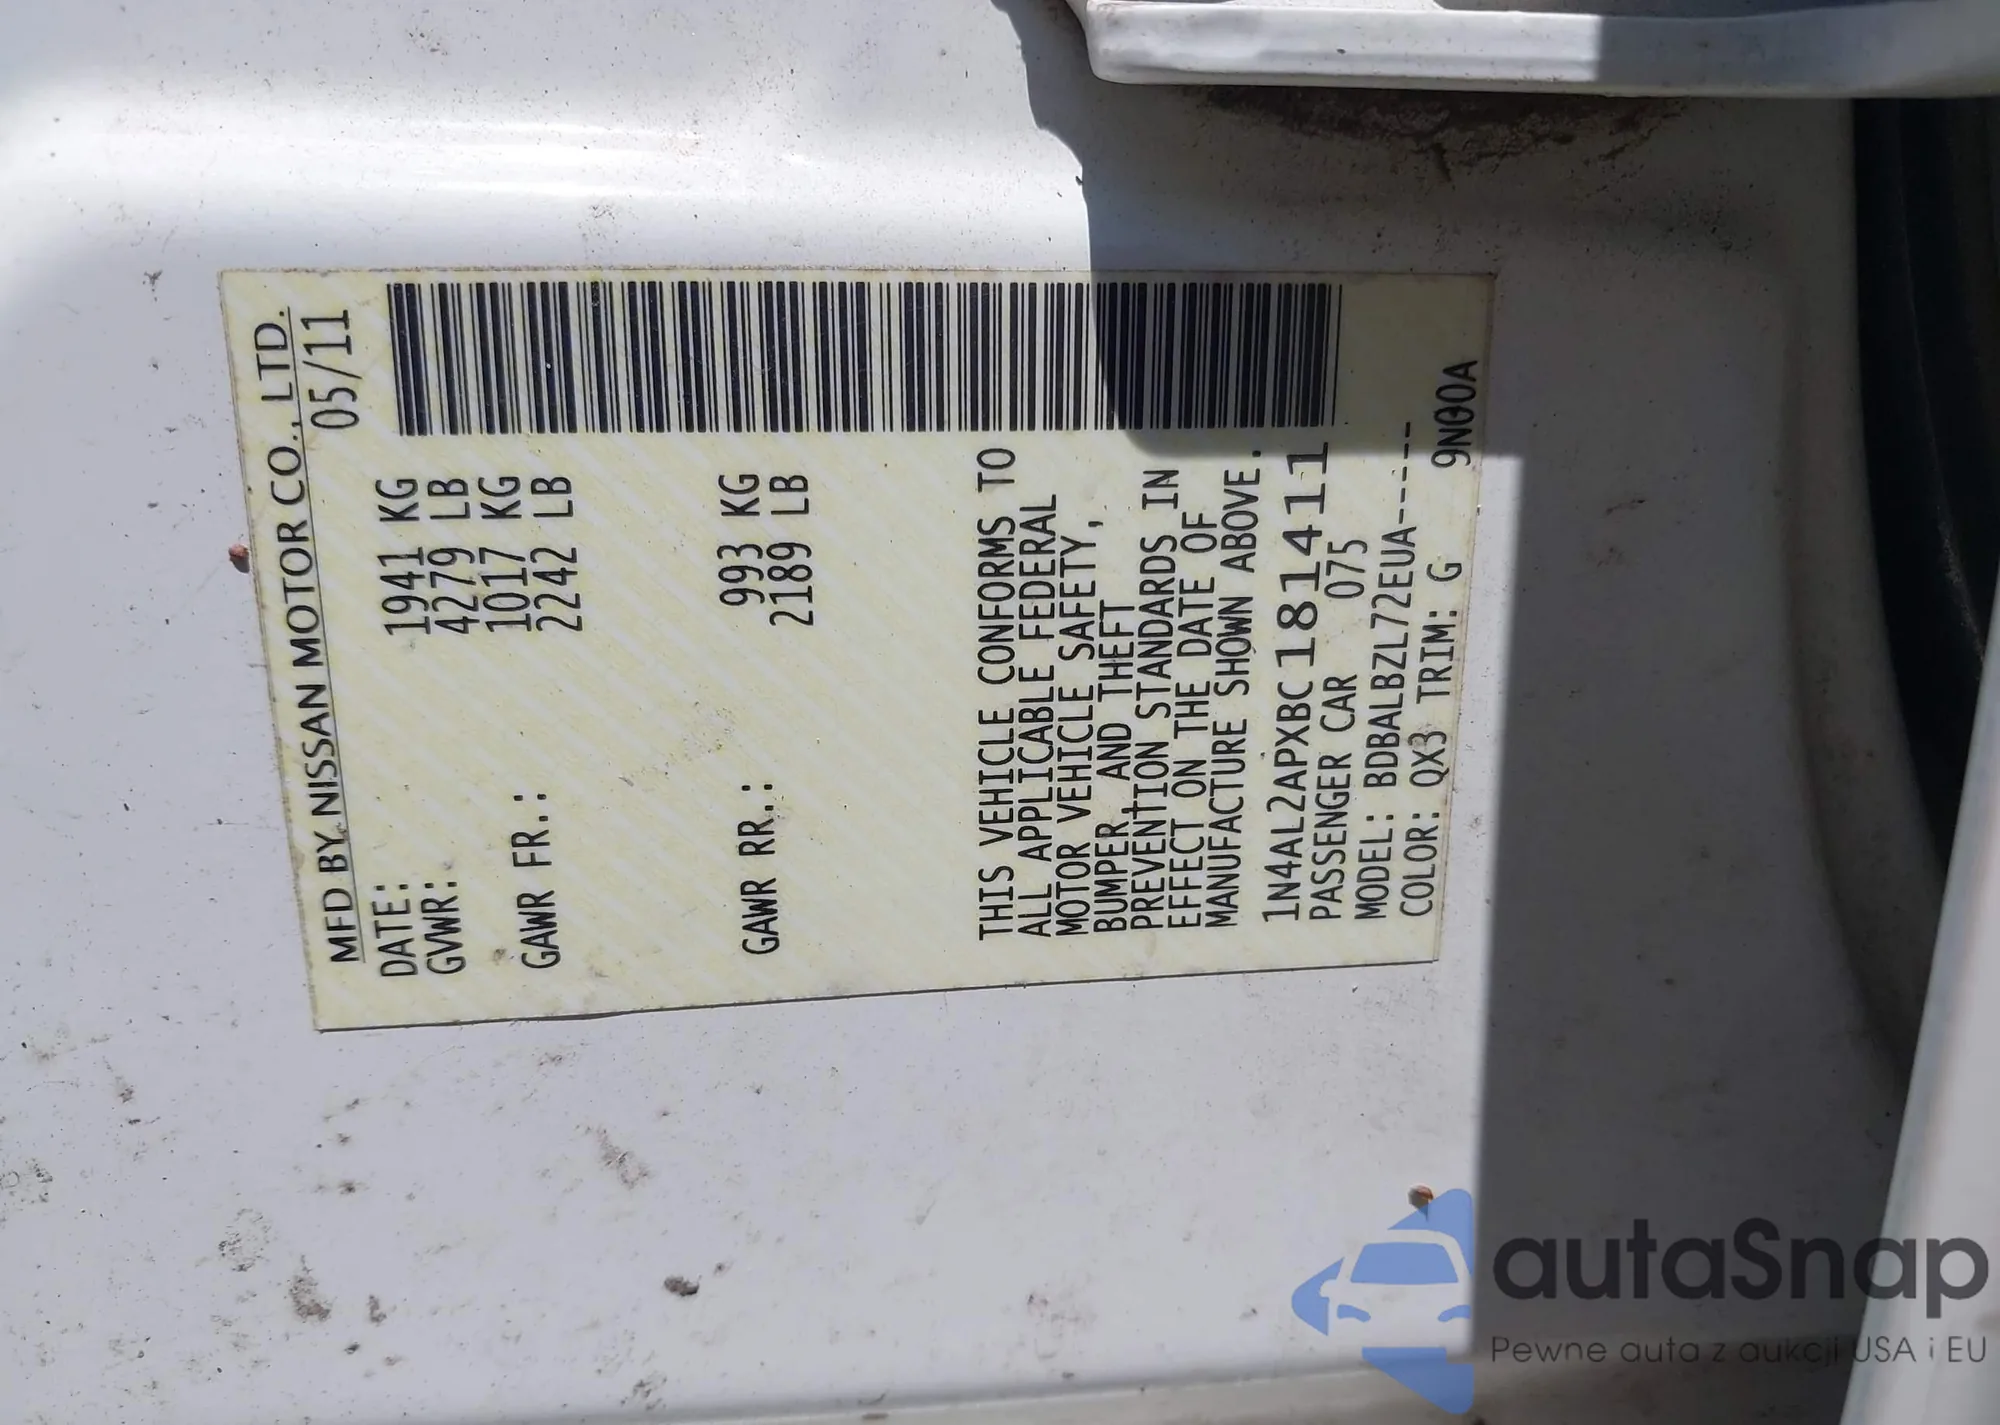 MFD BY NISSAN MOTOR CO., LTD.
DATE: 05/11
GVWR: 1941 KG
4279 LB
GAWR FR.: 1017 KG
2242 LB
GAWR RR.: 993 KG
2189 LB
THIS VEHICLE CONFORMS TO
ALL APPLICABLE FEDERAL
MOTOR VEHICLE SAFETY,
BUMPER, AND THEFT
PREVENTION STANDARDS IN
EFFECT ON THE DATE OF
MANUFACTURE SHOWN ABOVE.
1N4AL2APXBC181411
PASSENGER CAR 075
MODEL: BDBALBZL72EUA-----
COLOR: QX3 TRIM: G 9N00A
autaSnap
Pewne auta z aukcji USA i EU